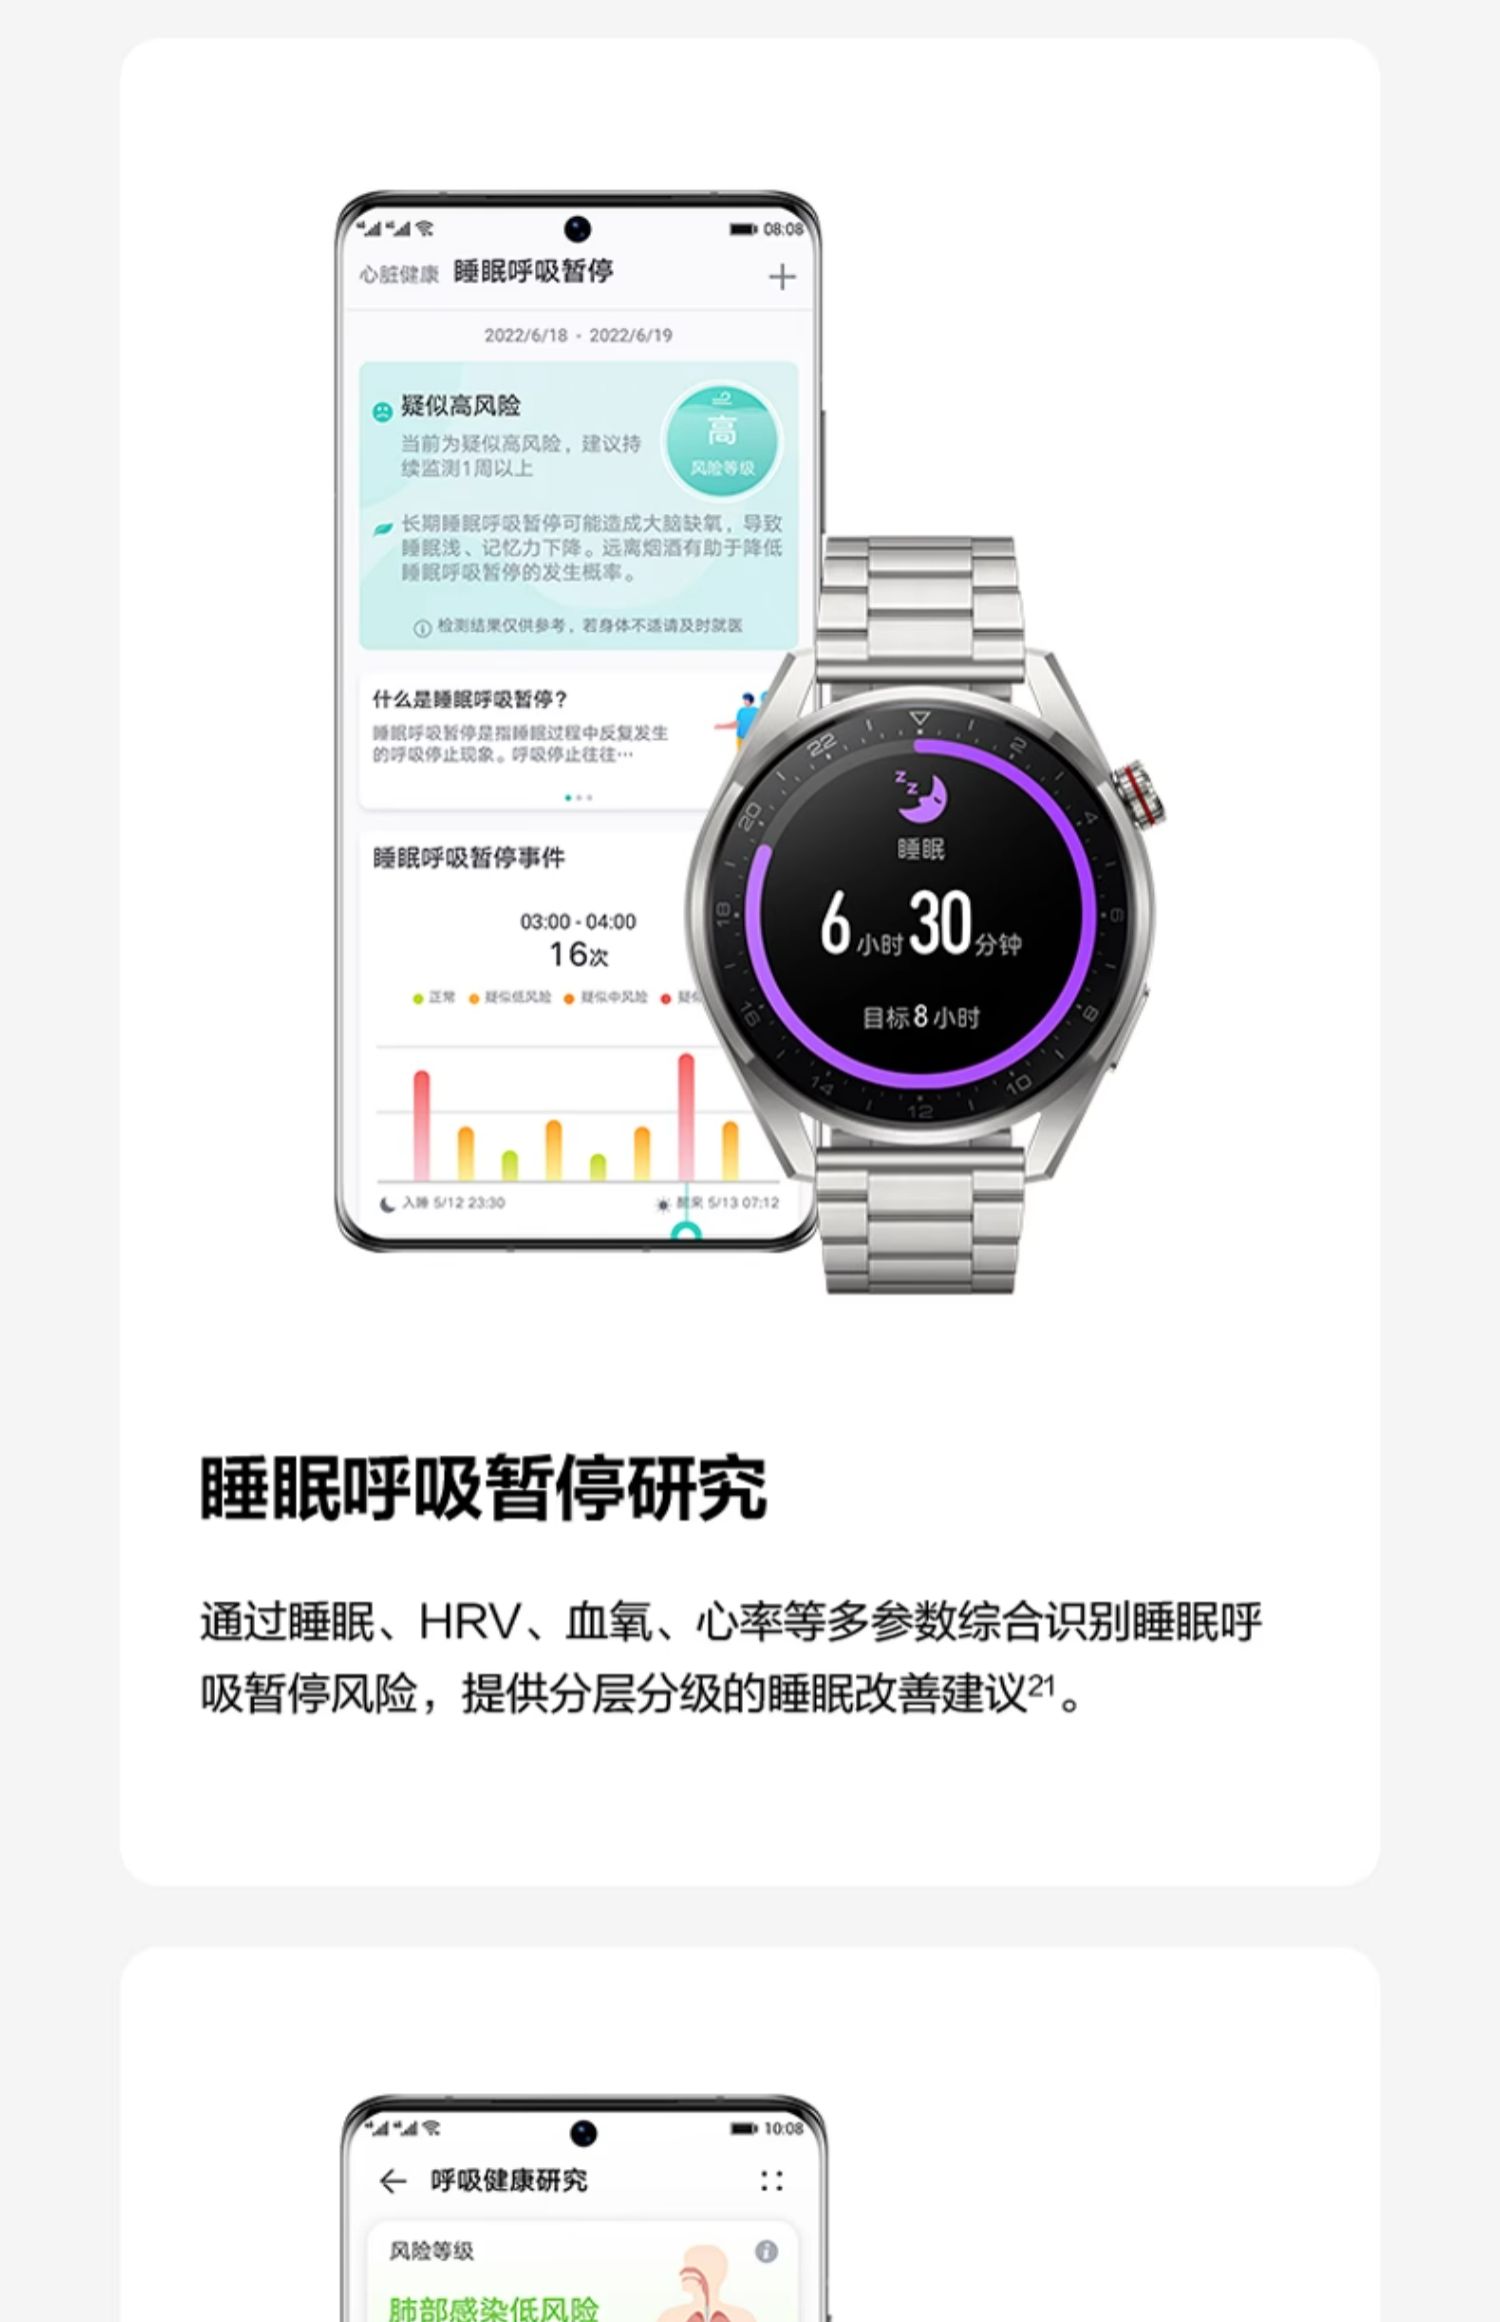 08:08
心脏健康 睡眠呼吸暂停
2022/6/18 - 2022/6/19
疑似高风险
当前为疑似高风险，建议持
续监测1周以上
高
风险等级
长期睡眠呼吸暂停可能造成大脑缺氧，导致
睡眠浅、记忆力下降。远离烟酒有助于降低
睡眠呼吸暂停的发生概率。
检测结果仅供参考，若身体不适请及时就医
什么是睡眠呼吸暂停？
睡眠呼吸暂停是指睡眠过程中反复发生
的呼吸停止现象。呼吸停止往往…
睡眠呼吸暂停事件
03:00 - 04:00
16次
正常 疑似低风险 疑似中风险 疑似
入睡 5/12 23:30
醒来 5/13 07:12
22 2
20 4
18 6
16 8
14 10
12
z z
睡眠
6小时30分钟
目标8小时
睡眠呼吸暂停研究
通过睡眠、HRV、血氧、心率等多参数综合识别睡眠呼
吸暂停风险，提供分层分级的睡眠改善建议21。
10:08
呼吸健康研究
风险等级
肺部感染低风险